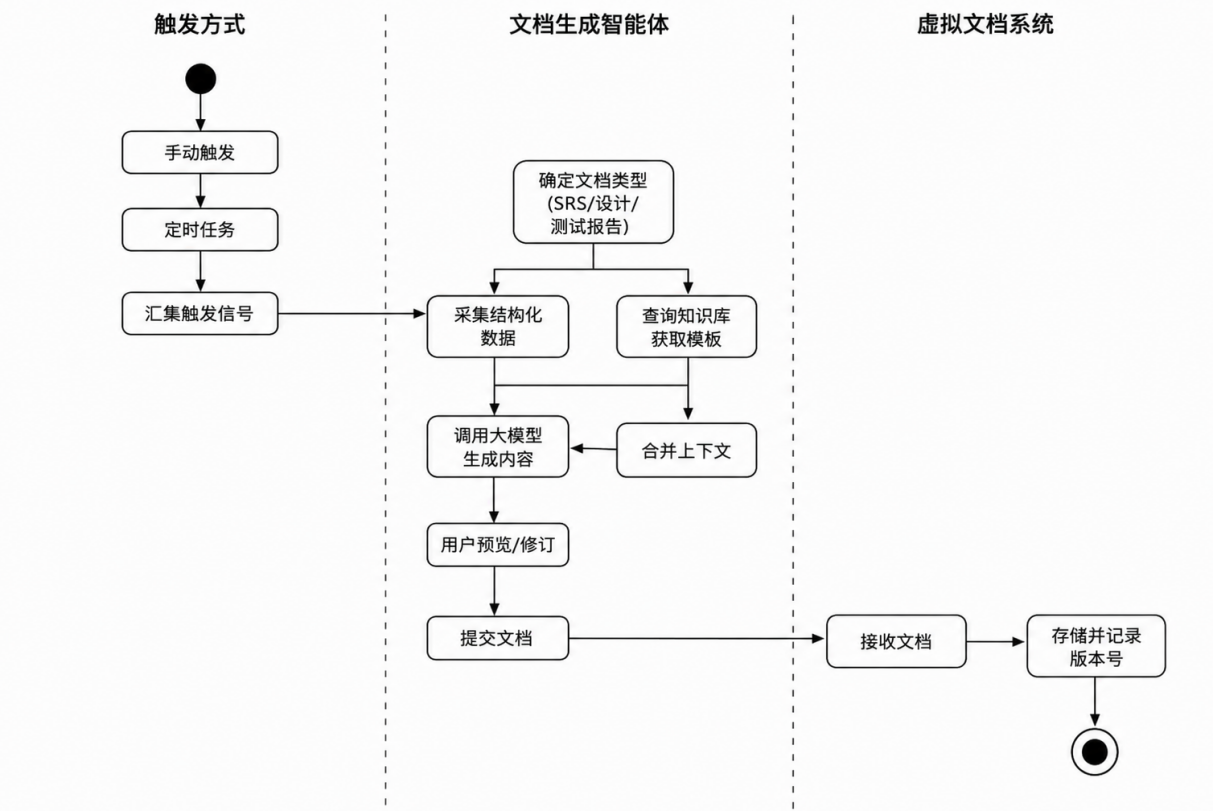 触发方式
文档生成智能体
虚拟文档系统
手动触发
定时任务
汇集触发信号
确定文档类型
(SRS/设计/
测试报告)
采集结构化
数据
查询知识库
获取模板
调用大模型
生成内容
合并上下文
用户预览/修订
提交文档
接收文档
存储并记录
版本号